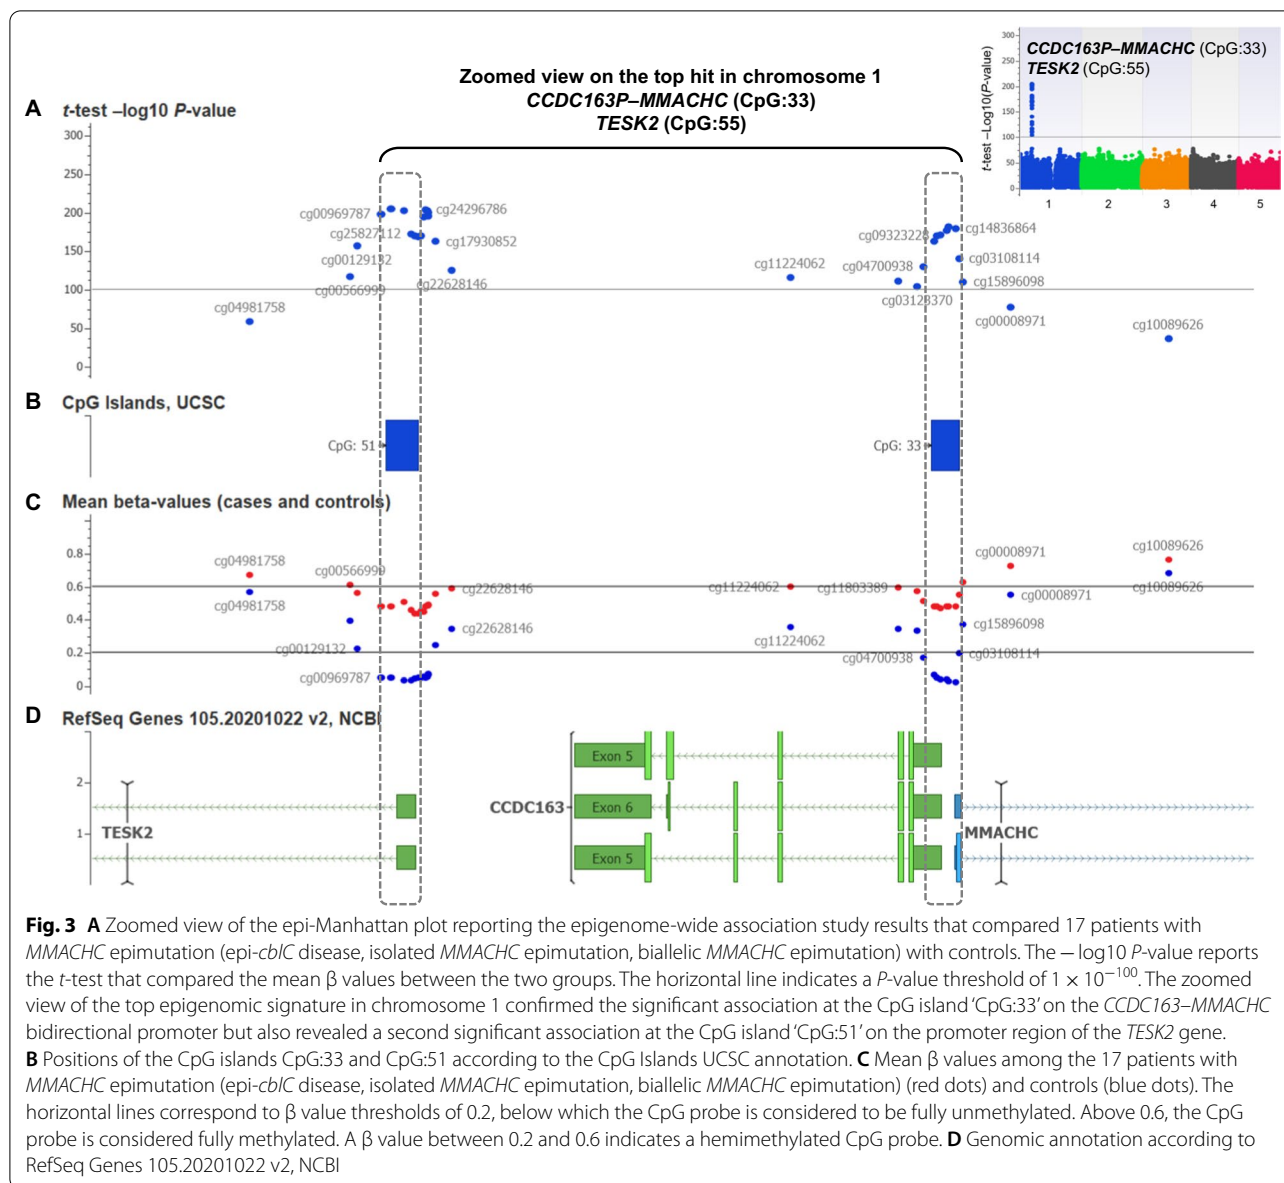 CCDC163P–MMACHC (CpG:33)
TESK2 (CpG:55)
t-test –Log10(P-value)
300
250
200
150
100
50
0
1 2 3 4 5
Zoomed view on the top hit in chromosome 1
CCDC163P–MMACHC (CpG:33)
TESK2 (CpG:55)
A t-test –log10 P-value
300
250
200
150
100
50
0
cg00969787
cg24296786
cg25827112
cg17930852
cg00129132
cg00566999
cg22628146
cg04981758
cg11224062
cg09323228
cg14836864
cg04700938
cg03108114
cg15896098
cg03123370
cg00008971
cg10089626
B CpG Islands, UCSC
CpG: 51
CpG: 33
C Mean beta-values (cases and controls)
0.8
0.6
0.4
0.2
0
cg04981758
cg00566999
cg04981758
cg22628146
cg22628146
cg00129132
cg00969787
cg11224062
cg11803389
cg11224062
cg04700938
cg00008971
cg10089626
cg10089626
cg00008971
cg15896098
cg03108114
D RefSeq Genes 105.20201022 v2, NCBI
2
1
TESK2
CCDC163
Exon 5
Exon 6
Exon 5
MMACHC
Fig. 3 A Zoomed view of the epi-Manhattan plot reporting the epigenome-wide association study results that compared 17 patients with
MMACHC epimutation (epi-cblC disease, isolated MMACHC epimutation, biallelic MMACHC epimutation) with controls. The − log10 P-value reports
the t-test that compared the mean β values between the two groups. The horizontal line indicates a P-value threshold of 1 × 10⁻¹⁰⁰. The zoomed
view of the top epigenomic signature in chromosome 1 confirmed the significant association at the CpG island ‘CpG:33’ on the CCDC163–MMACHC
bidirectional promoter but also revealed a second significant association at the CpG island ‘CpG:51’ on the promoter region of the TESK2 gene.
B Positions of the CpG islands CpG:33 and CpG:51 according to the CpG Islands UCSC annotation. C Mean β values among the 17 patients with
MMACHC epimutation (epi-cblC disease, isolated MMACHC epimutation, biallelic MMACHC epimutation) (red dots) and controls (blue dots). The
horizontal lines correspond to β value thresholds of 0.2, below which the CpG probe is considered to be fully unmethylated. Above 0.6, the CpG
probe is considered fully methylated. A β value between 0.2 and 0.6 indicates a hemimethylated CpG probe. D Genomic annotation according to
RefSeq Genes 105.20201022 v2, NCBI